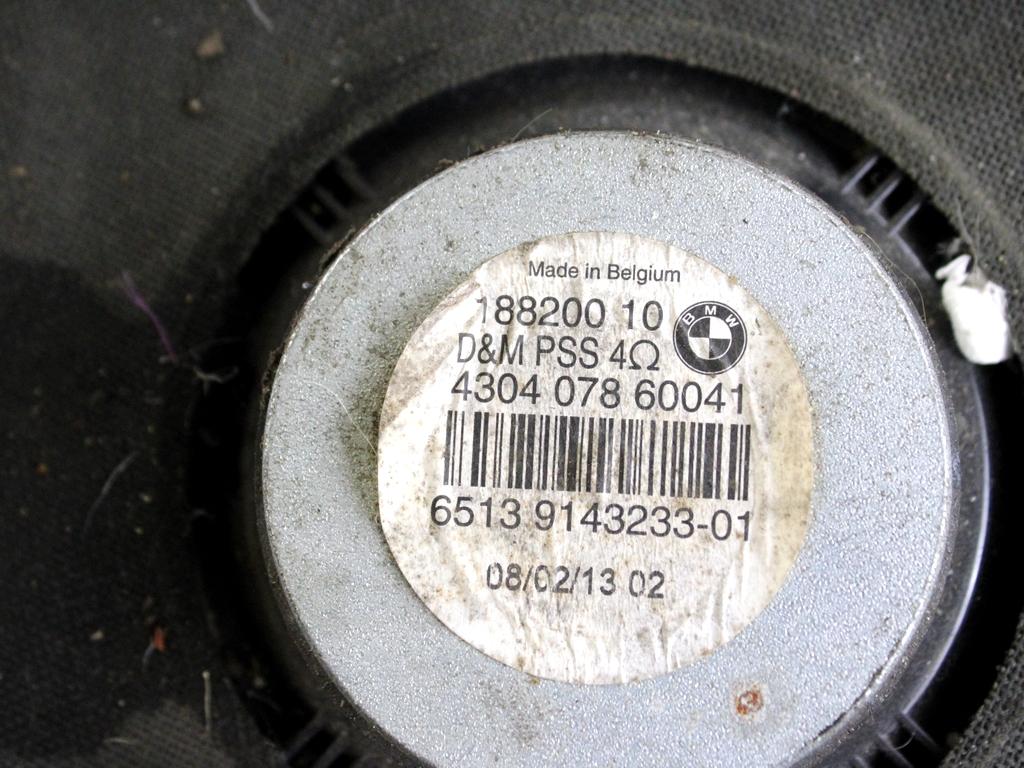 Made in Belgium
188200 10
BMW
D&M PSS 4Ω
4304 078 60041
6513 9143233-01
08/02/13 02